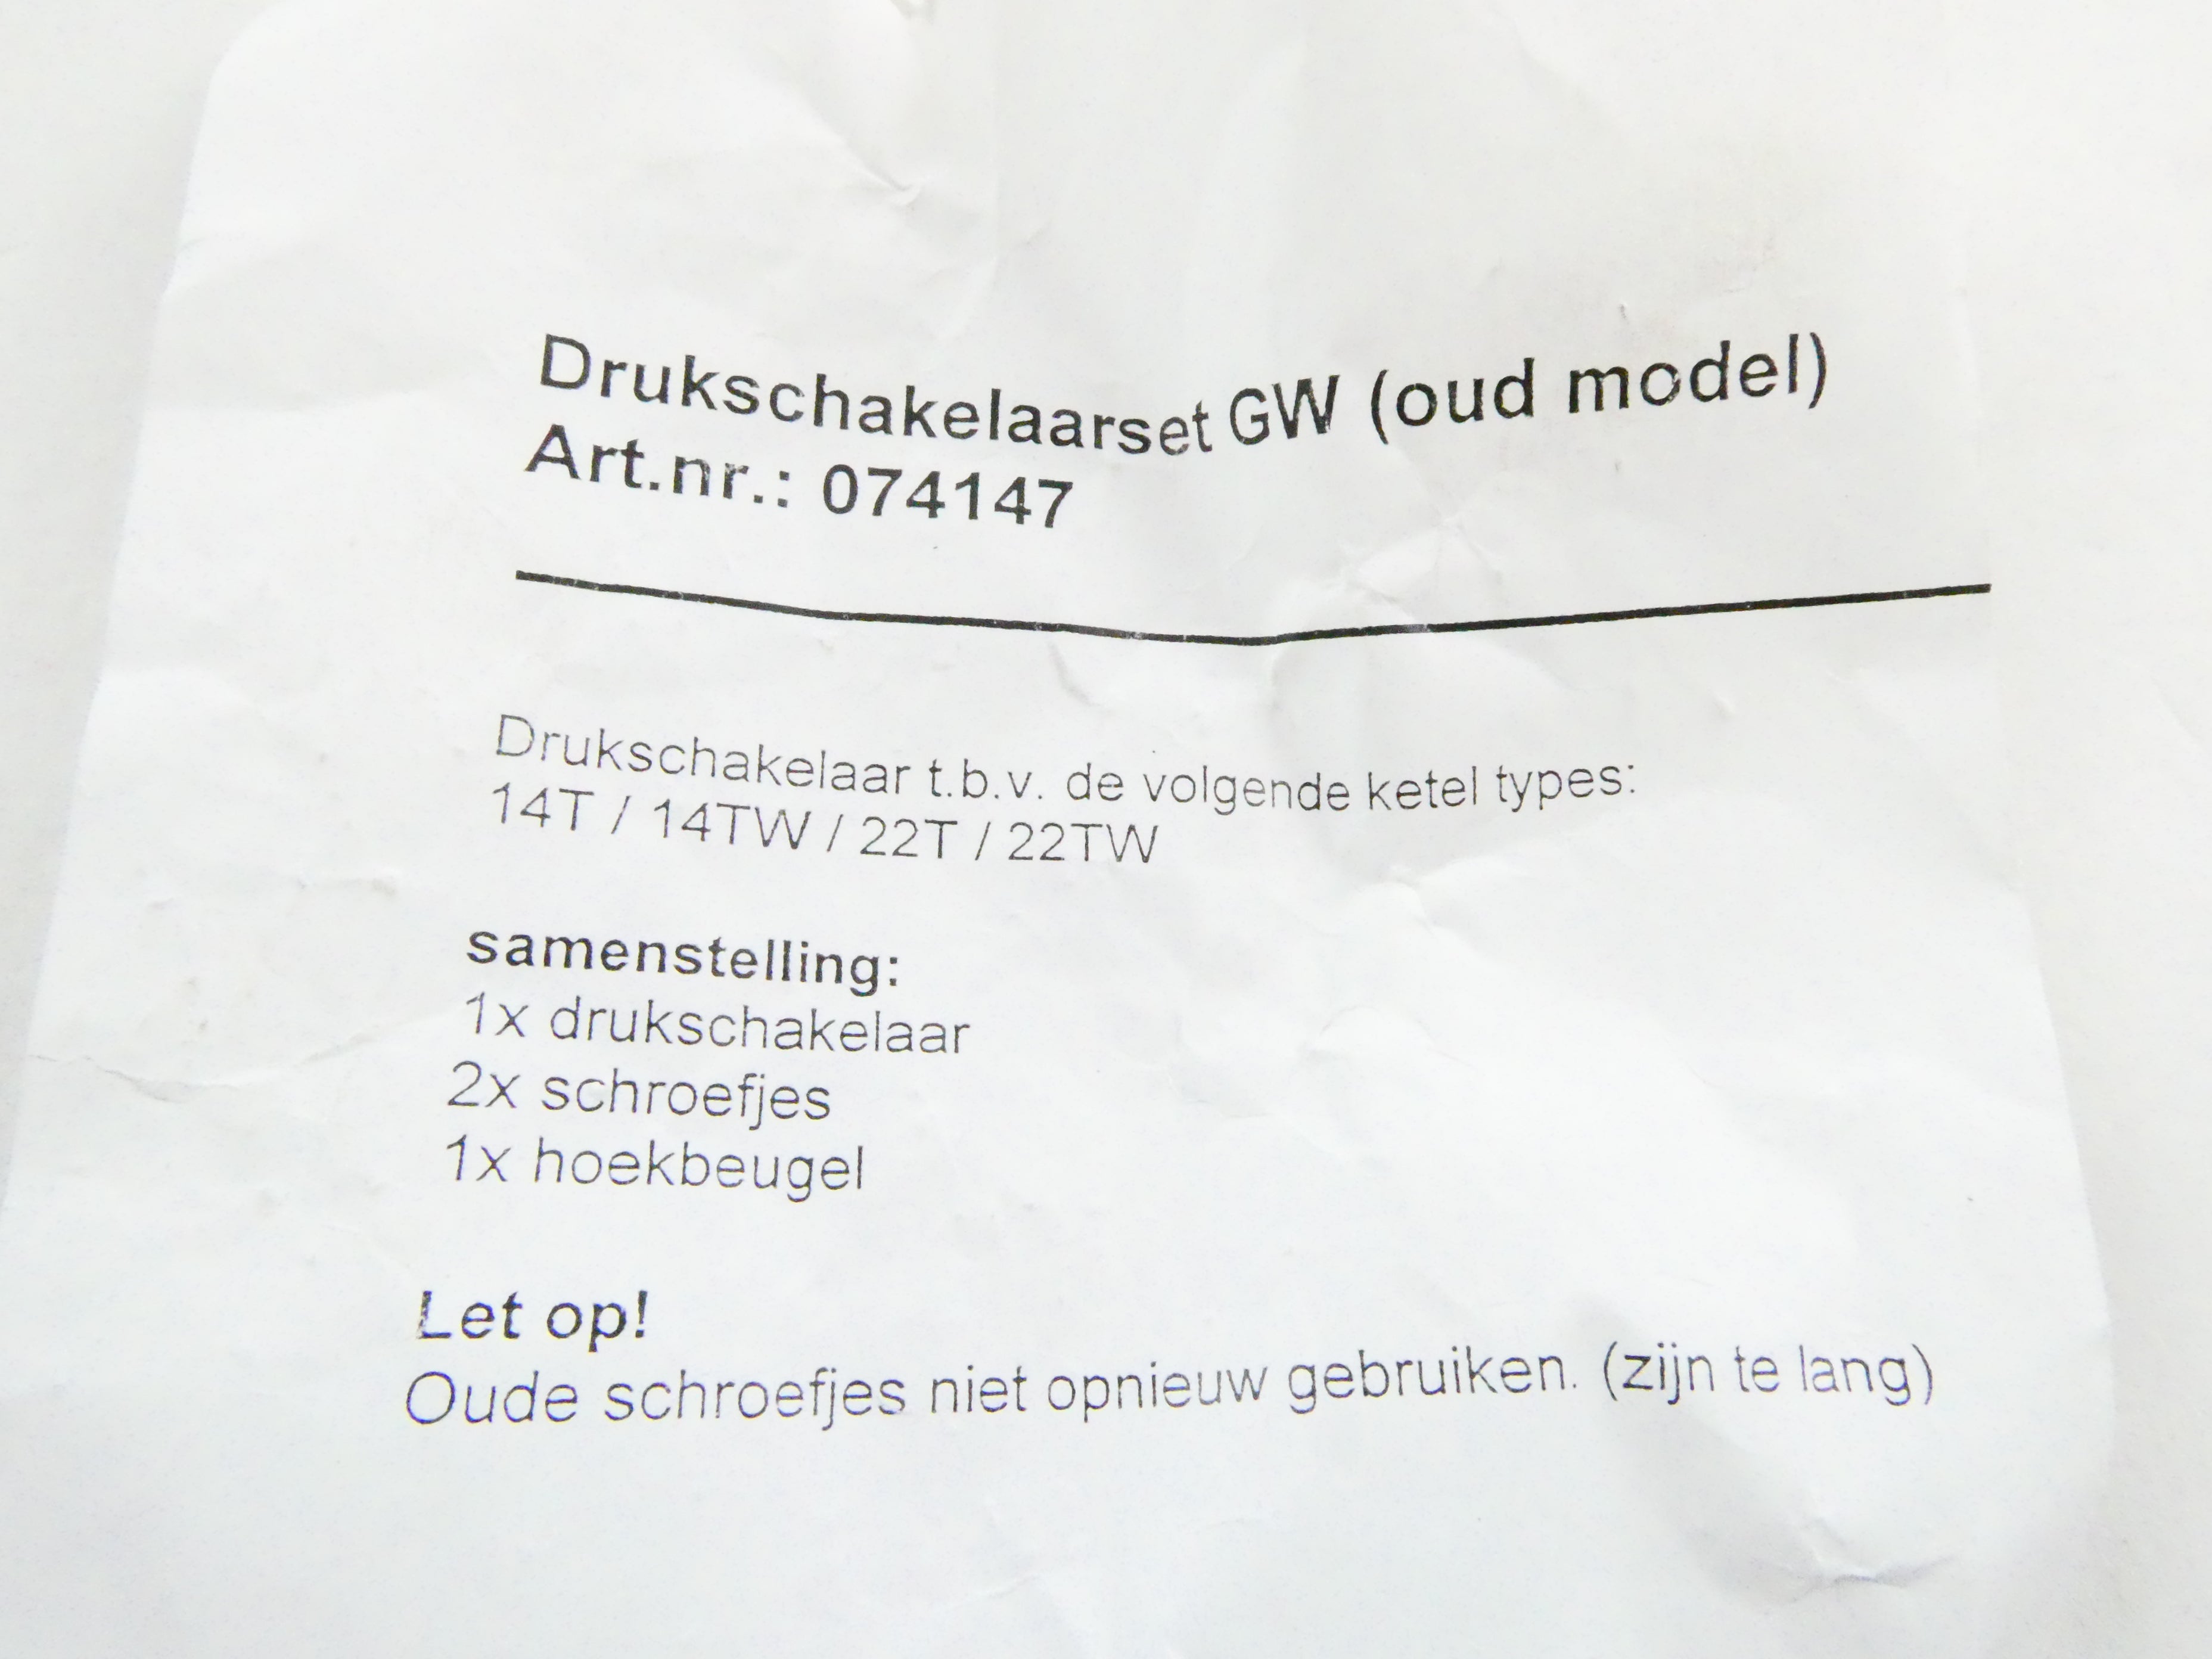 Drukschakelaarset GW (oud model)
Art.nr.: 074147
Drukschakelaar t.b.v. de volgende ketel types:
14T / 14TW / 22T / 22TW
samenstelling:
1x drukschakelaar
2x schroefjes
1x hoekbeugel
Let op!
Oude schroefjes niet opnieuw gebruiken. (zijn te lang)